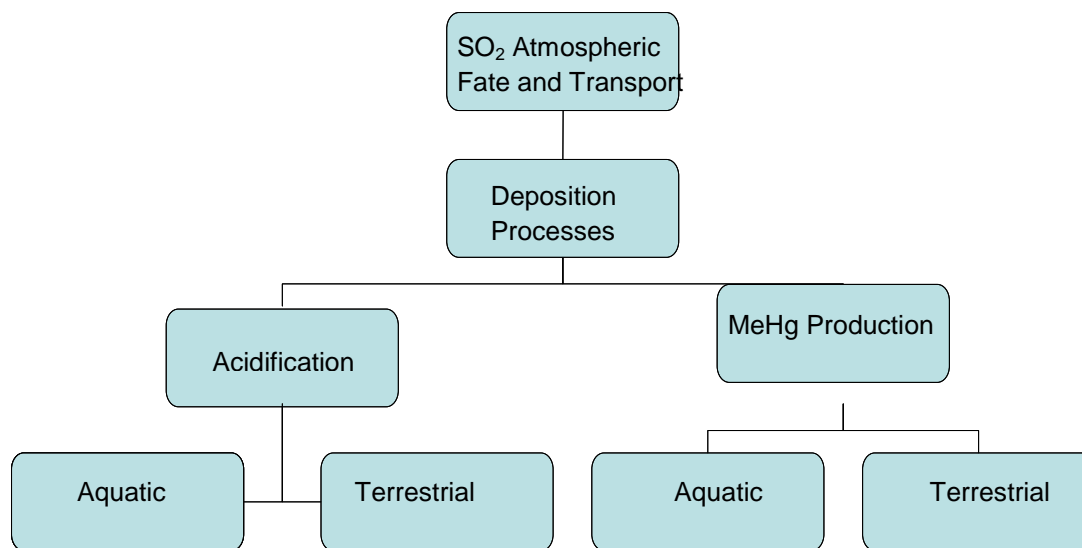 SO₂ Atmospheric
Fate and Transport
Deposition
Processes
Acidification
MeHg Production
Aquatic
Terrestrial
Aquatic
Terrestrial